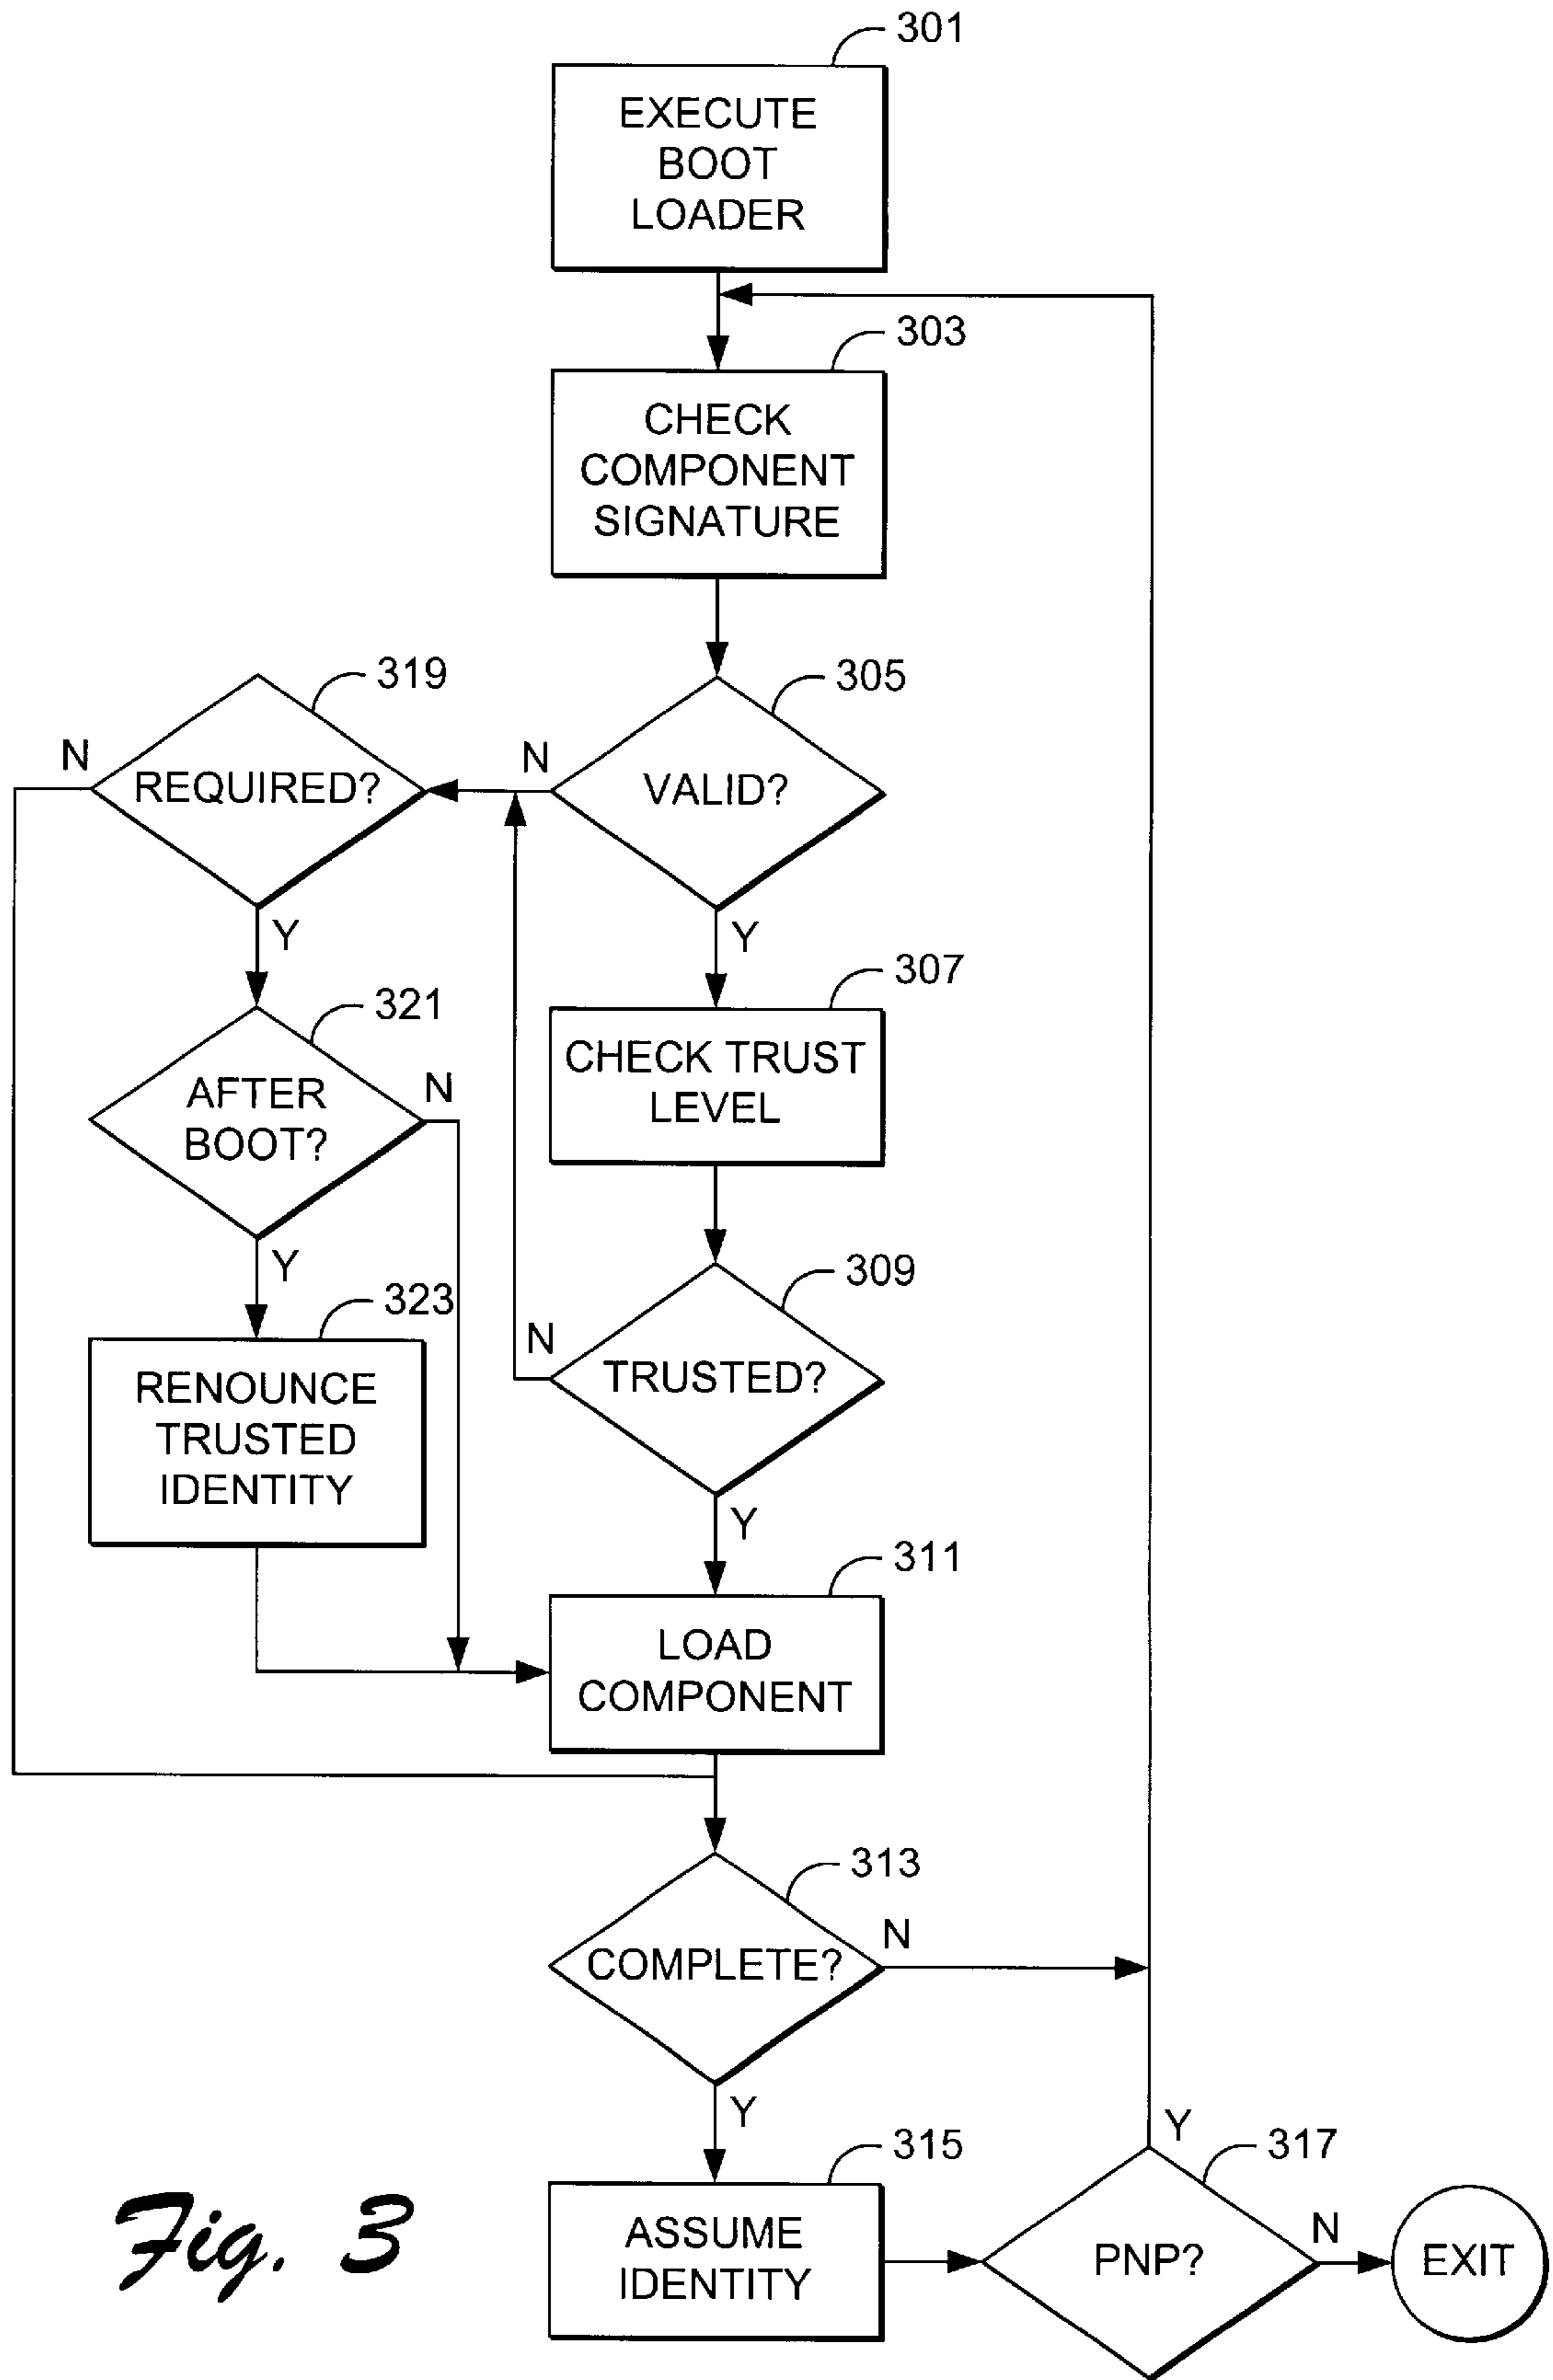 301
EXECUTE
BOOT
LOADER
303
CHECK
COMPONENT
SIGNATURE
319
305
N
REQUIRED?
N
VALID?
Y
Y
321
307
AFTER
BOOT?
N
CHECK TRUST
LEVEL
Y
309
323
N
TRUSTED?
RENOUNCE
TRUSTED
IDENTITY
Y
311
LOAD
COMPONENT
313
COMPLETE?
N
Y
Y
315
317
ASSUME
IDENTITY
PNP?
N
EXIT
Fig. 3